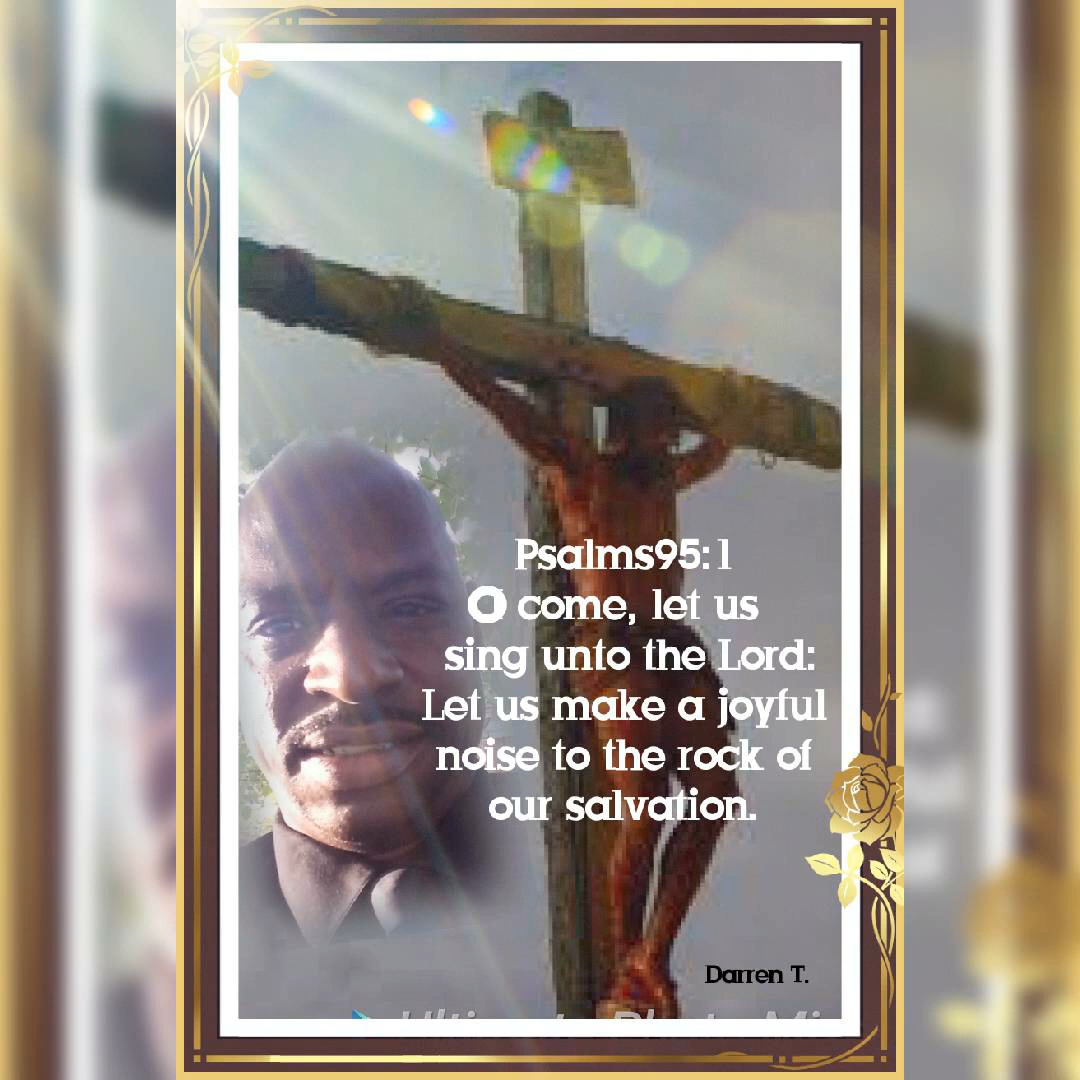 Psalms95:1
O come, let us
sing unto the Lord:
Let us make a joyful
noise to the rock of
our salvation.
Darren T.